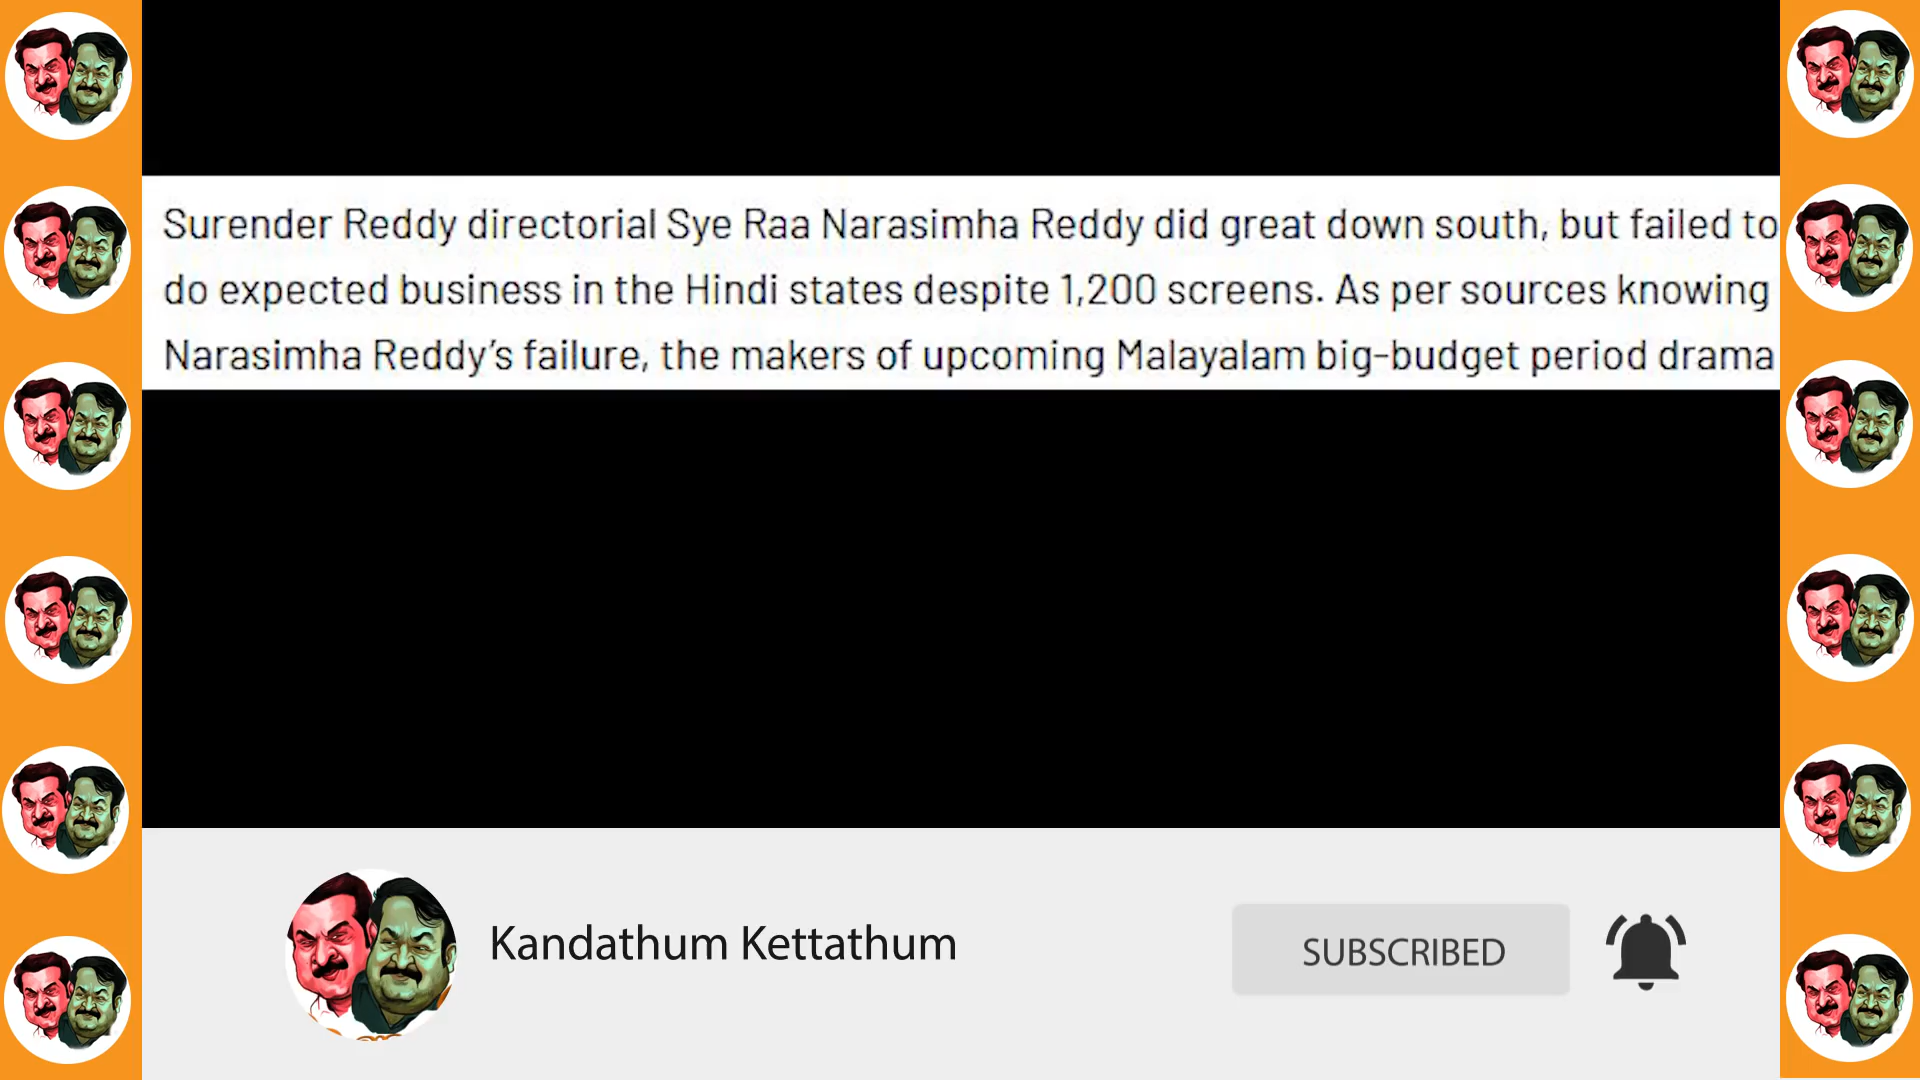 Surender Reddy directorial Sye Raa Narasimha Reddy did great down south, but failed to
do expected business in the Hindi states despite 1,200 screens. As per sources knowing
Narasimha Reddy's failure, the makers of upcoming Malayalam big-budget period drama
Kandathum Kettathum
SUBSCRIBED